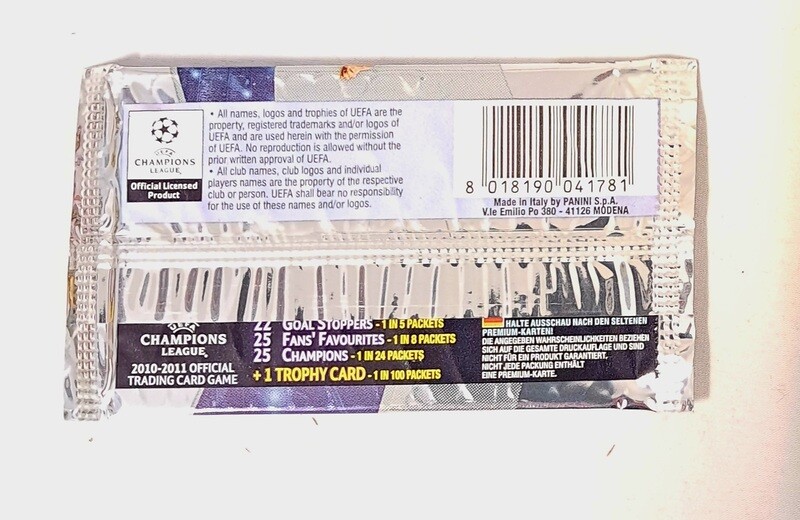 UEFA
CHAMPIONS
LEAGUE
Official Licensed
Product
• All names, logos and trophies of UEFA are the
property, registered trademarks and/or logos of
UEFA and are used herein with the permission
of UEFA. No reproduction is allowed without the
prior written approval of UEFA.
• All club names, club logos and individual
players names are the property of the respective
club or person. UEFA shall bear no responsibility
for the use of these names and/or logos.
8 018190 041781
Made in Italy by PANINI S.p.A.
V.le Emilio Po 380 - 41126 MODENA
UEFA
CHAMPIONS
LEAGUE
2010-2011 OFFICIAL
TRADING CARD GAME
22 GOAL STOPPERS - 1 IN 5 PACKETS
25 FANS' FAVOURITES - 1 IN 8 PACKETS
25 CHAMPIONS - 1 IN 24 PACKETS
+ 1 TROPHY CARD - 1 IN 100 PACKETS
HALTE AUSSCHAU NACH DEN SELTENEN
PREMIUM-KARTEN!
DIE ANGEGEBEN WAHRSCHEINLICHKEITEN BEZIEHEN
SICH AUF DIE GESAMTE DRUCKAUFLAGE UND SIND
NICHT FÜR EIN PRODUKT GARANTIERT.
NICHT JEDE PACKUNG ENTHÄLT
EINE PREMIUM-KARTE.